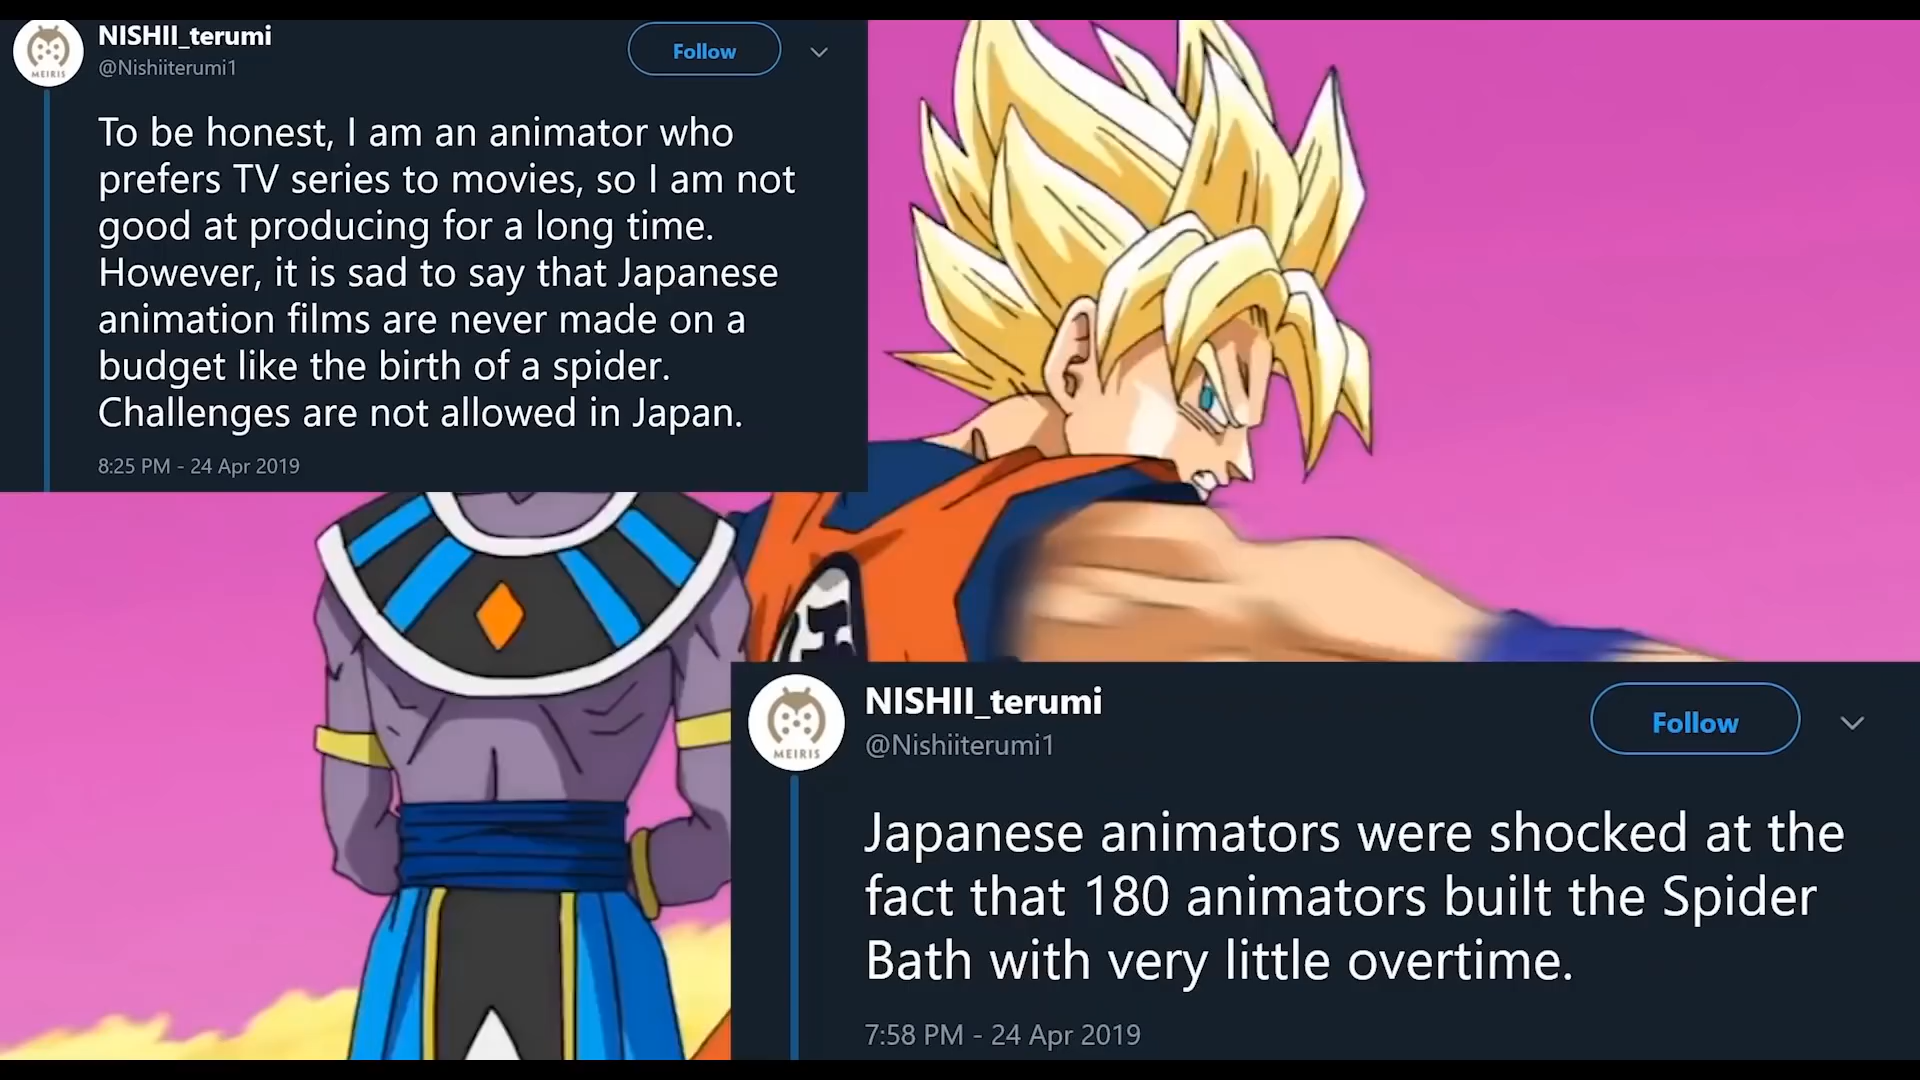 NISHII_terumi
@Nishiiterumi1
Follow
MEIRIS
To be honest, I am an animator who
prefers TV series to movies, so I am not
good at producing for a long time.
However, it is sad to say that Japanese
animation films are never made on a
budget like the birth of a spider.
Challenges are not allowed in Japan.
8:25 PM - 24 Apr 2019
NISHII_terumi
@Nishiiterumi1
Follow
MEIRIS
Japanese animators were shocked at the
fact that 180 animators built the Spider
Bath with very little overtime.
7:58 PM - 24 Apr 2019